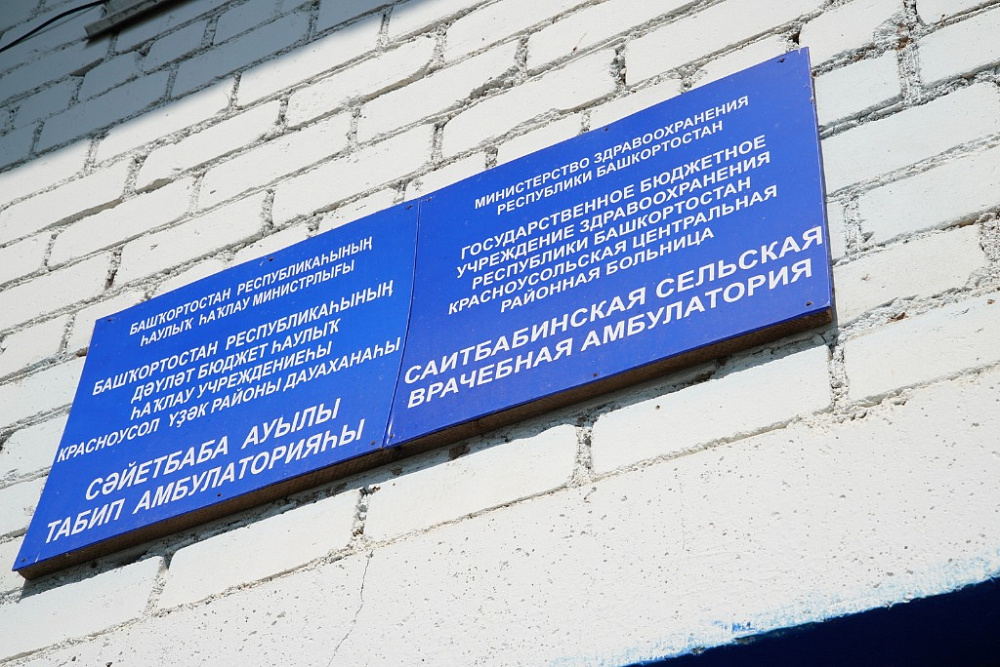 БАШҠОРТОСТАН РЕСПУБЛИКАҺЫНЫҢ
ҺАУЛЫҠ ҺАҠЛАУ МИНИСТРЛЫҒЫ
БАШҠОРТОСТАН РЕСПУБЛИКАҺЫНЫҢ
ДӘҮЛӘТ БЮДЖЕТ ҺАУЛЫҠ
ҺАҠЛАУ УЧРЕЖДЕНИЕҺЫ
КРАСНОУСОЛ ҮҘӘК РАЙОНЫ ДАУАХАНАҺЫ
СӘЙЕТБАБА АУЫЛЫ
ТАБИП АМБУЛАТОРИЯҺЫ
МИНИСТЕРСТВО ЗДРАВООХРАНЕНИЯ
РЕСПУБЛИКИ БАШКОРТОСТАН
ГОСУДАРСТВЕННОЕ БЮДЖЕТНОЕ
УЧРЕЖДЕНИЕ ЗДРАВООХРАНЕНИЯ
РЕСПУБЛИКИ БАШКОРТОСТАН
КРАСНОУСОЛЬСКАЯ ЦЕНТРАЛЬНАЯ
РАЙОННАЯ БОЛЬНИЦА
САИТБАБИНСКАЯ СЕЛЬСКАЯ
ВРАЧЕБНАЯ АМБУЛАТОРИЯ